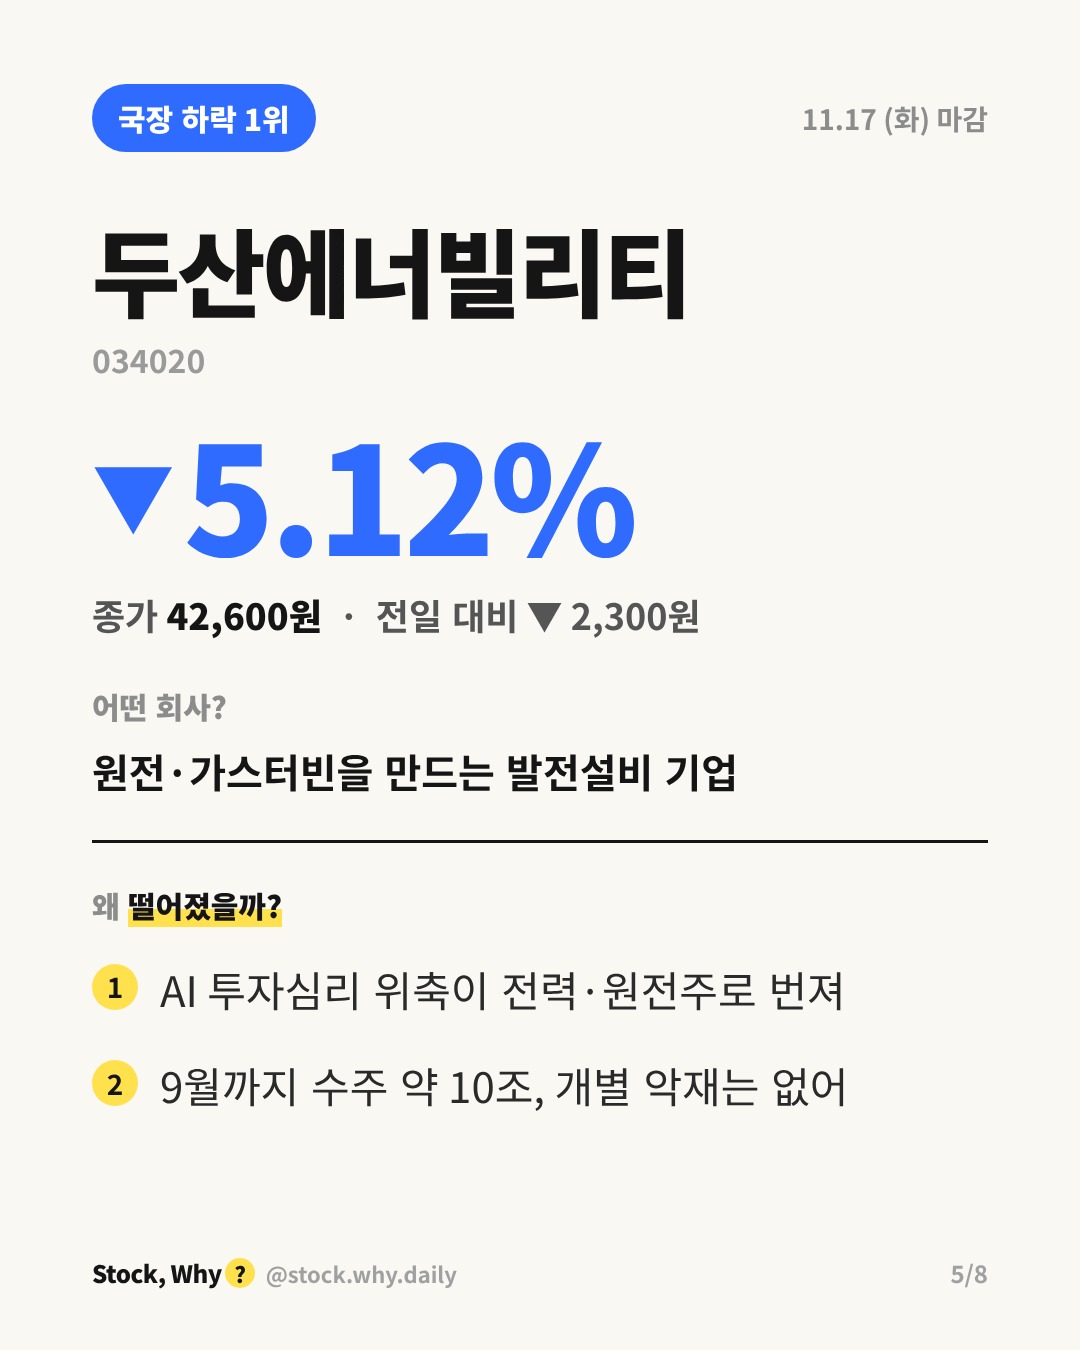 국장 하락 1위
11.17 (화) 마감
두산에너빌리티
034020
▼5.12%
종가 42,600원 · 전일 대비 ▼ 2,300원
어떤 회사?
원전·가스터빈을 만드는 발전설비 기업
왜 떨어졌을까?
1 AI 투자심리 위축이 전력·원전주로 번져
2 9월까지 수주 약 10조, 개별 악재는 없어
Stock, Why ? @stock.why.daily
5/8